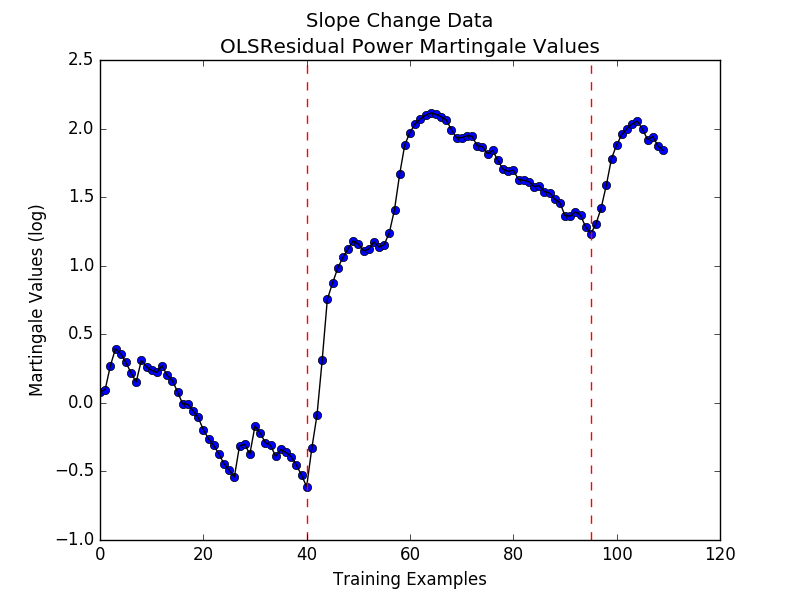 Slope Change Data
OLSResidual Power Martingale Values
2.5
2.0
1.5
1.0
0.5
0.0
−0.5
−1.0
Martingale Values (log)
0 20 40 60 80 100 120
Training Examples